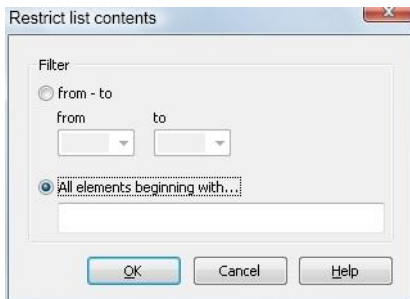 Restrict list contents
Filter
from - to
from to
All elements beginning with...
OK Cancel Help